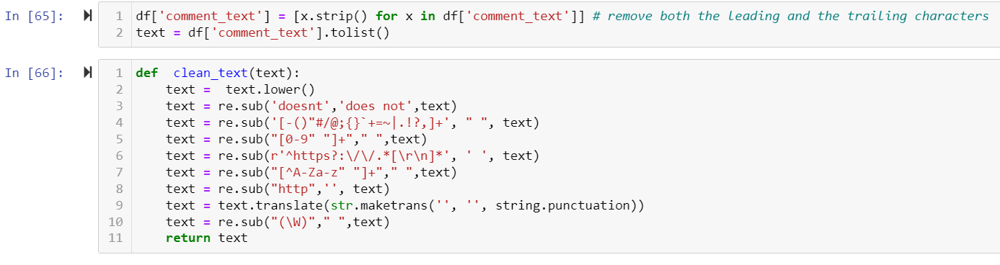 In [65]:
1 df['comment_text'] = [x.strip() for x in df['comment_text']] # remove both the leading and the trailing characters
2 text = df['comment_text'].tolist()
In [66]:
1 def  clean_text(text):
2     text =  text.lower()
3     text = re.sub('doesnt','does not',text)
4     text = re.sub('[-()"#/@;{}`+=~|.!?,]+', " ", text)
5     text = re.sub("[0-9" "]+"," ",text)
6     text = re.sub(r'^https?:\/\/.*[\r\n]*', ' ', text)
7     text = re.sub("[^A-Za-z" "]+"," ",text)
8     text = re.sub("http",'', text)
9     text = text.translate(str.maketrans('', '', string.punctuation))
10     text = re.sub("(\W)"," ",text)
11     return text